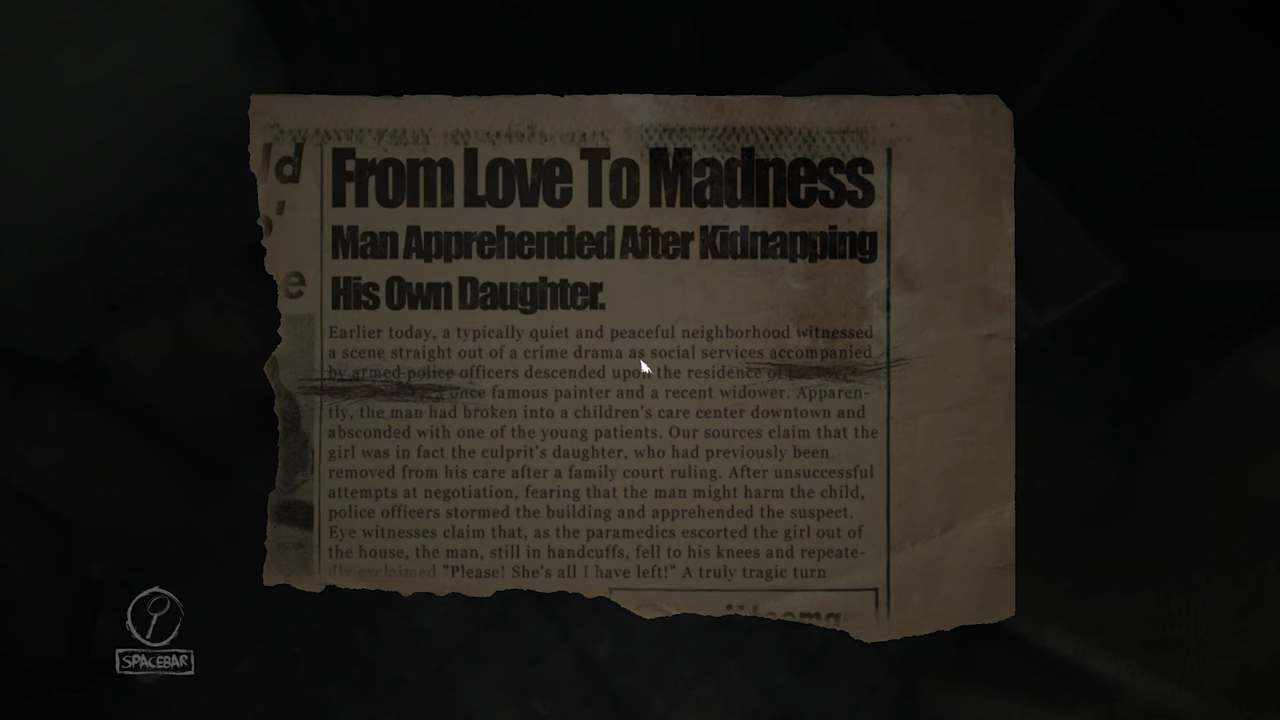 From Love To Madness
Man Apprehended After Kidnapping
His Own Daughter.
Earlier today, a typically quiet and peaceful neighborhood witnessed
a scene straight out of a crime drama as social services accompanied
by armed police officers descended upon the residence of
a once famous painter and a recent widower. Apparen-
tly, the man had broken into a children's care center downtown and
absconded with one of the young patients. Our sources claim that the
girl was in fact the culprit's daughter, who had previously been
removed from his care after a family court ruling. After unsuccessful
attempts at negotiation, fearing that the man might harm the child,
police officers stormed the building and apprehended the suspect.
Eye witnesses claim that, as the paramedics escorted the girl out of
the house, the man, still in handcuffs, fell to his knees and repeate-
dly exclaimed "Please! She's all I have left!" A truly tragic turn
SPACEBAR